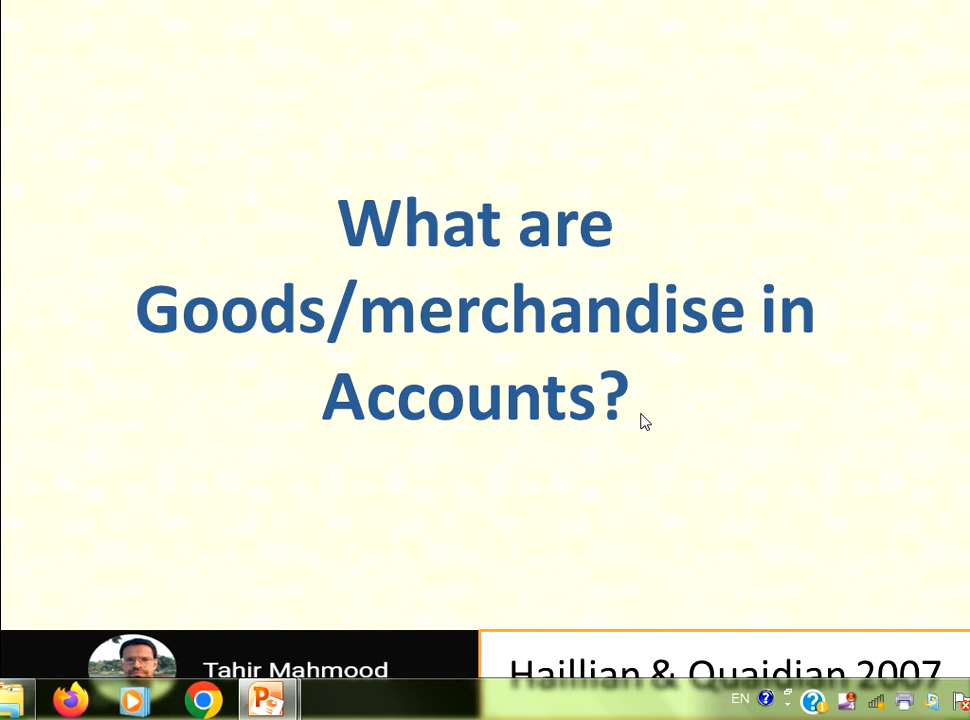 What are
Goods/merchandise in
Accounts?
Tahir Mahmood
Haillian & Quaidian 2007
EN